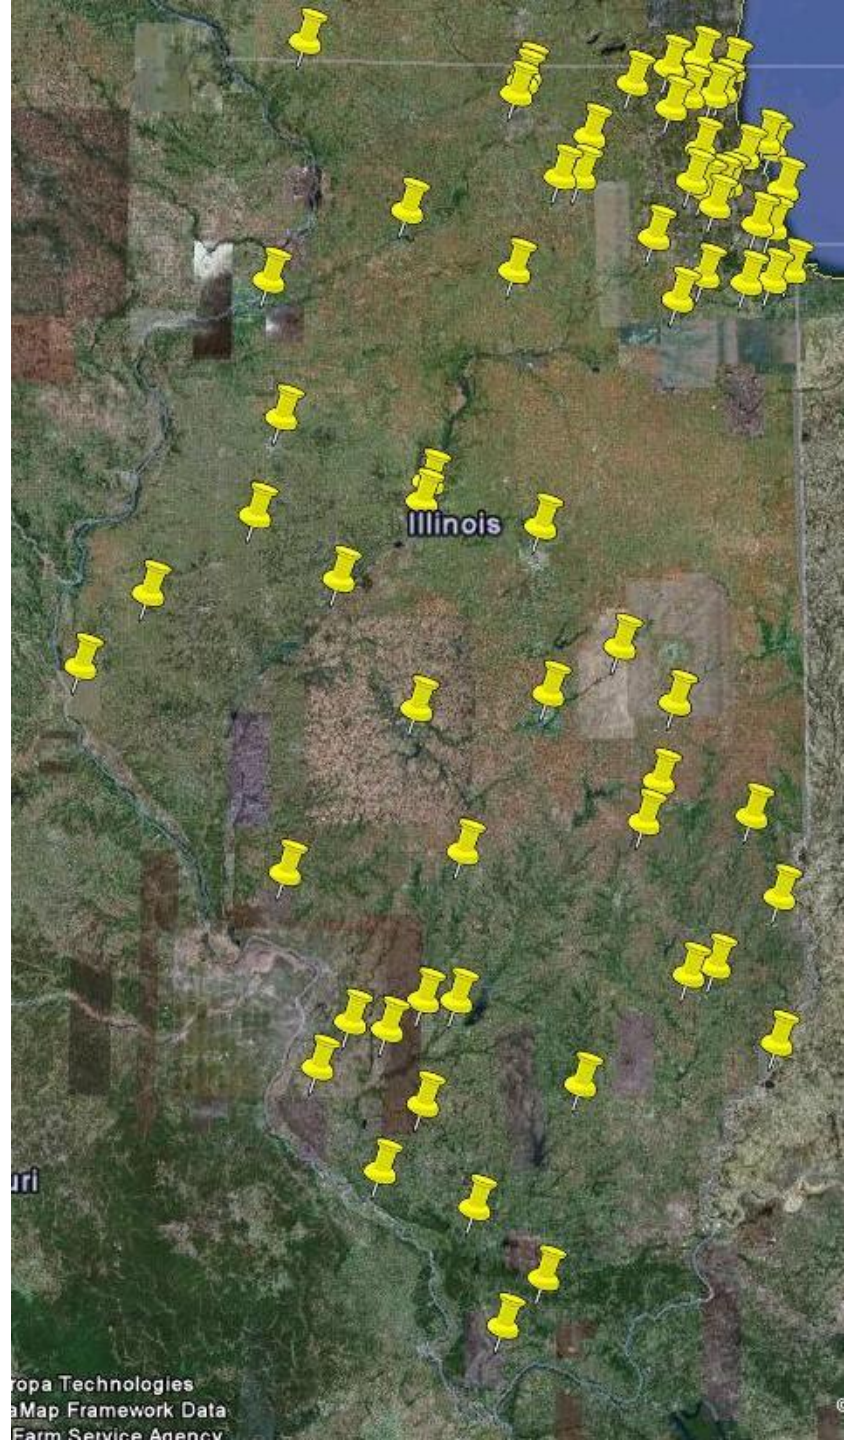 Illinois
uri
ropa Technologies
aMap Framework Data
Farm Service Agency
©